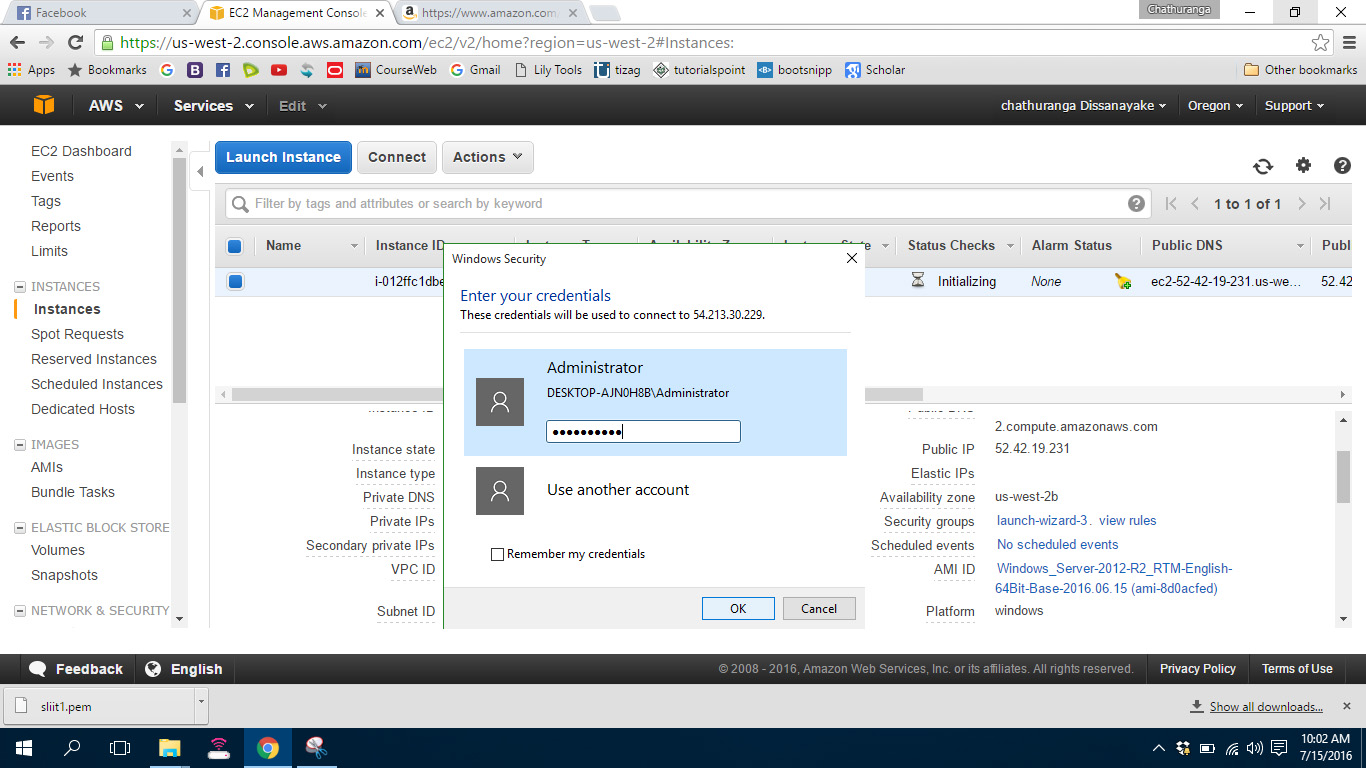 Facebook
EC2 Management Conso
https://www.amazon.com
Chathuranga
https://us-west-2.console.aws.amazon.com/ec2/v2/home?region=us-west-2#Instances:
Apps Bookmarks CourseWeb Gmail Lily Tools tizag tutorialspoint bootsnipp Scholar Other bookmarks
AWS Services Edit chathuranga Dissanayake Oregon Support
EC2 Dashboard
Events
Tags
Reports
Limits
INSTANCES
Instances
Spot Requests
Reserved Instances
Scheduled Instances
Dedicated Hosts
IMAGES
AMIs
Bundle Tasks
ELASTIC BLOCK STORE
Volumes
Snapshots
NETWORK & SECURITY
Launch Instance Connect Actions
Filter by tags and attributes or search by keyword
1 to 1 of 1
Name Instance ID Status Checks Alarm Status Public DNS Publ
i-012ffc1dbe Initializing None ec2-52-42-19-231.us-we... 52.42
Windows Security
Enter your credentials
These credentials will be used to connect to 54.213.30.229.
Administrator
DESKTOP-AJN0H8B\Administrator
Use another account
Remember my credentials
OK Cancel
Instance state
Instance type
Private DNS
Private IPs
Secondary private IPs
VPC ID
Subnet ID
2.compute.amazonaws.com
Public IP 52.42.19.231
Elastic IPs
Availability zone us-west-2b
Security groups launch-wizard-3. view rules
Scheduled events No scheduled events
AMI ID Windows_Server-2012-R2_RTM-English-
64Bit-Base-2016.06.15 (ami-8d0acfed)
Platform windows
Feedback English © 2008 - 2016, Amazon Web Services, Inc. or its affiliates. All rights reserved. Privacy Policy Terms of Use
sliit1.pem Show all downloads...
10:02 AM
7/15/2016